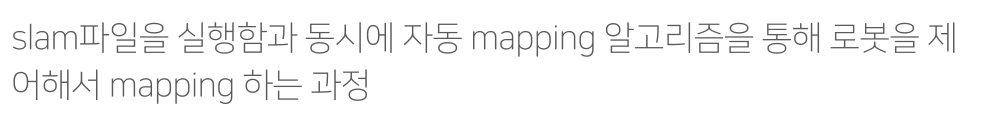 slam파일을 실행함과 동시에 자동 mapping 알고리즘을 통해 로봇을 제
어해서 mapping 하는 과정